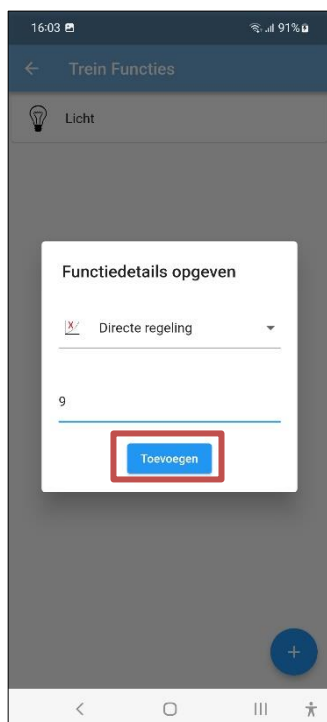 16:03 91%
Trein Functies
Licht
Functiedetails opgeven
Directe regeling
9
Toevoegen
+